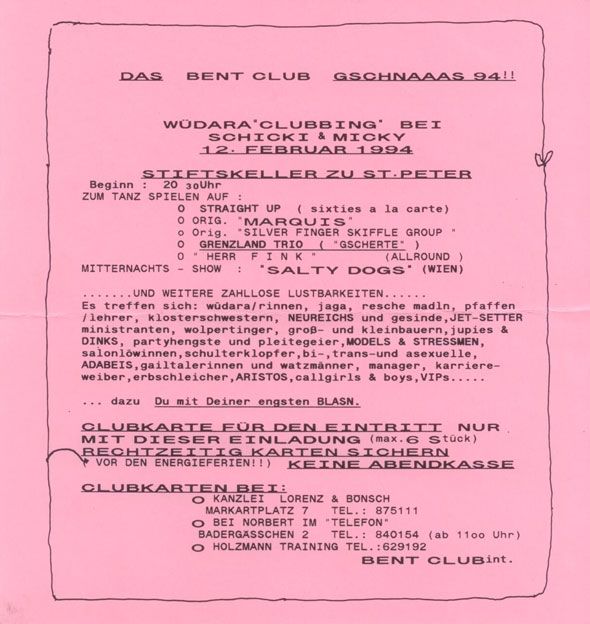 DAS BENT CLUB GSCHNAAAS 94!!
WÜDARA"CLUBBING" BEI
SCHICKI & MICKY
12. FEBRUAR 1994
STIFTSKELLER ZU ST.PETER
Beginn : 20 30Uhr
ZUM TANZ SPIELEN AUF :
O STRAIGHT UP ( sixties a la carte)
O ORIG. "MARQUIS"
O Orig. "SILVER FINGER SKIFFLE GROUP "
O GRENZLAND TRIO ( "GSCHERTE" )
O " HERR F I N K " (ALLROUND )
MITTERNACHTS - SHOW : "SALTY DOGS" (WIEN)
.......UND WEITERE ZAHLLOSE LUSTBARKEITEN......
Es treffen sich: wüdara/rinnen, jaga, resche madln, pfaffen
/lehrer, klosterschwestern, NEUREICHS und gesinde,JET-SETTER
ministranten, wolpertinger, groß- und kleinbauern,jupies &
DINKS, partyhengste und pleitegeier,MODELS & STRESSMEN,
salonlöwinnen,schulterklopfer,bi-,trans-und asexuelle,
ADABEIS,gailtalerinnen und watzmänner, manager, karriere-
weiber,erbschleicher,ARISTOS,callgirls & boys,VIPs.....
... dazu Du mit Deiner engsten BLASN.
CLUBKARTE FÜR DEN EINTRITT NUR
MIT DIESER EINLADUNG (max.6 Stück)
RECHTZEITIG KARTEN SICHERN
VOR DEN ENERGIEFERIEN!!) KEINE ABENDKASSE
CLUBKARTEN BEI:
O KANZLEI LORENZ & BÖNSCH
MARKARTPLATZ 7 TEL.: 875111
O BEI NORBERT IM "TELEFON"
BADERGÄSSCHEN 2 TEL.: 840154 (ab 11oo Uhr)
O HOLZMANN TRAINING TEL.:629192
BENT CLUBint.